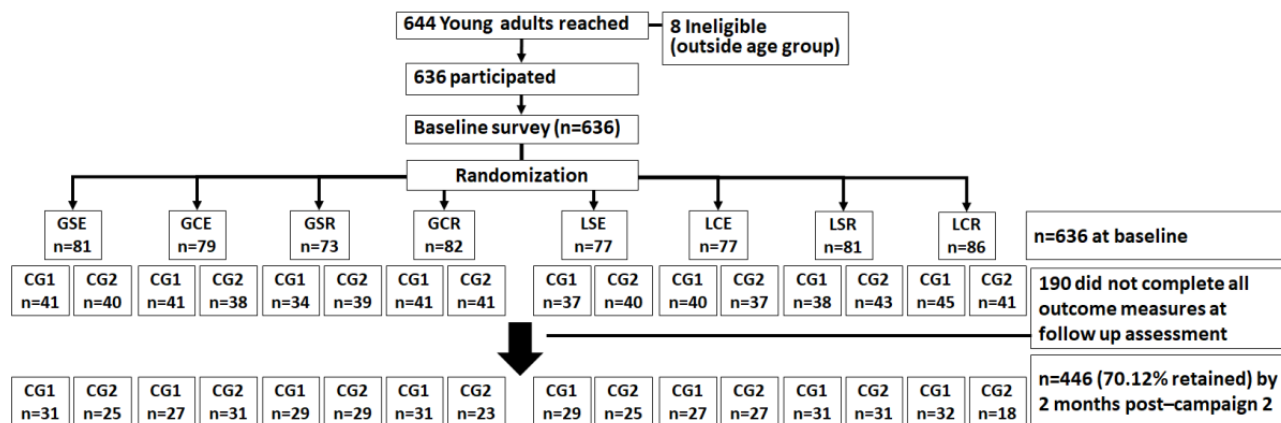 644 Young adults reached
8 Ineligible
(outside age group)
636 participated
Baseline survey (n=636)
Randomization
GSE
n=81
GCE
n=79
GSR
n=73
GCR
n=82
LSE
n=77
LCE
n=77
LSR
n=81
LCR
n=86
n=636 at baseline
CG1
n=41
CG2
n=40
CG1
n=41
CG2
n=38
CG1
n=34
CG2
n=39
CG1
n=41
CG2
n=41
CG1
n=37
CG2
n=40
CG1
n=40
CG2
n=37
CG1
n=38
CG2
n=43
CG1
n=45
CG2
n=41
190 did not complete all
outcome measures at
follow up assessment
CG1
n=31
CG2
n=25
CG1
n=27
CG2
n=31
CG1
n=29
CG2
n=29
CG1
n=31
CG2
n=23
CG1
n=29
CG2
n=25
CG1
n=27
CG2
n=27
CG1
n=31
CG2
n=31
CG1
n=32
CG2
n=18
n=446 (70.12% retained) by
2 months post–campaign 2